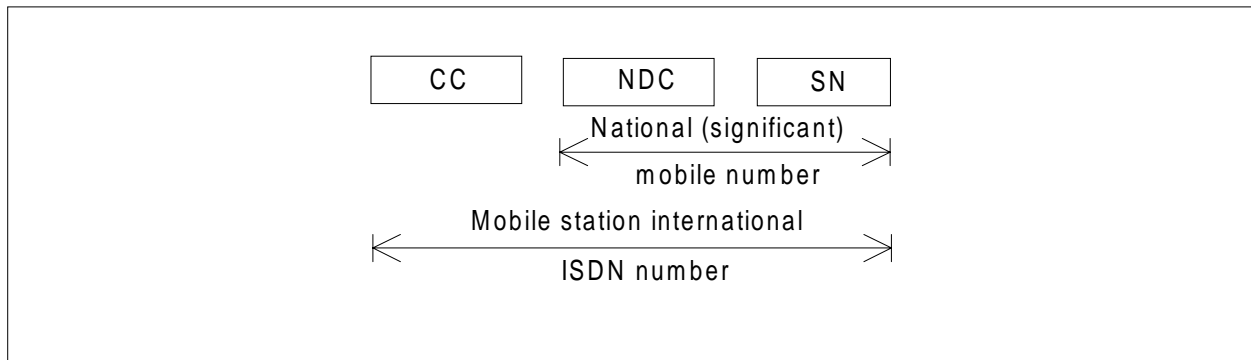 CC NDC SN
National (significant)
mobile number
Mobile station international
ISDN number